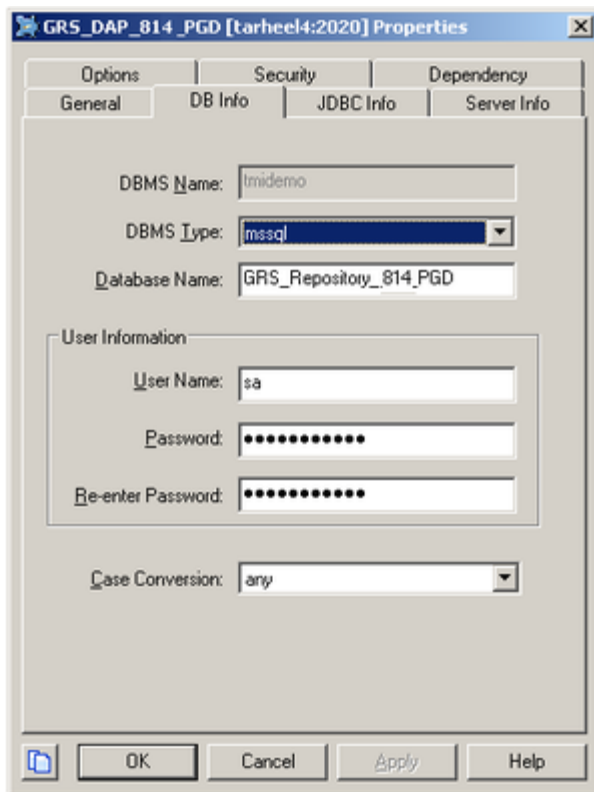 GRS_DAP_814_PGD [tarheel4:2020] Properties
Options Security Dependency
General DB Info JDBC Info Server Info
DBMS Name: tmidemo
DBMS Type: mssql
Database Name: GRS_Repository_814_PGD
User Information
User Name: sa
Password: ●●●●●●●●●●●
Re-enter Password: ●●●●●●●●●●●
Case Conversion: any
OK Cancel Apply Help